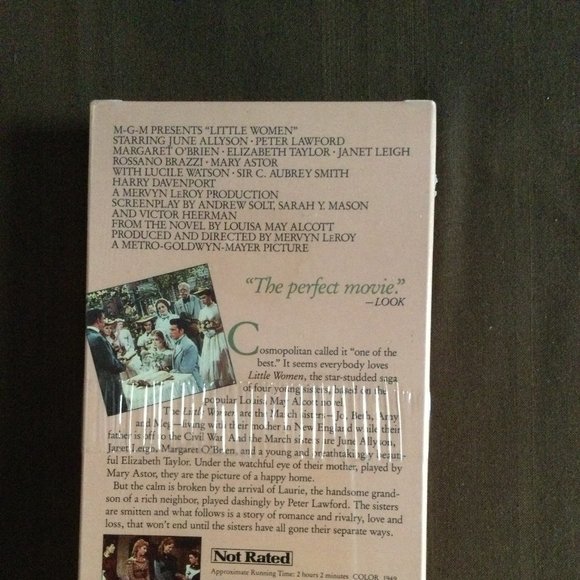 M-G-M PRESENTS "LITTLE WOMEN"
STARRING JUNE ALLYSON · PETER LAWFORD
MARGARET O'BRIEN · ELIZABETH TAYLOR · JANET LEIGH
ROSSANO BRAZZI · MARY ASTOR
WITH LUCILE WATSON · SIR C. AUBREY SMITH
HARRY DAVENPORT
A MERVYN LEROY PRODUCTION
SCREENPLAY BY ANDREW SOLT, SARAH Y. MASON
AND VICTOR HEERMAN
FROM THE NOVEL BY LOUISA MAY ALCOTT
PRODUCED AND DIRECTED BY MERVYN LEROY
A METRO-GOLDWYN-MAYER PICTURE
"The perfect movie."
—LOOK
Cosmopolitan called it "one of the
best." It seems everybody loves
Little Women, the star-studded saga
of four young sisters, based on the
popular Louisa May Alcott novel.
The Little Women are the March sisters—Jo, Beth, Amy
and Meg—living with their mother in New England while their
father is off to the Civil War. And the March sisters are June Allyson,
Janet Leigh, Margaret O'Brien, and a young and breathtakingly beauti-
ful Elizabeth Taylor. Under the watchful eye of their mother, played by
Mary Astor, they are the picture of a happy home.
But the calm is broken by the arrival of Laurie, the handsome grand-
son of a rich neighbor, played dashingly by Peter Lawford. The sisters
are smitten and what follows is a story of romance and rivalry, love and
loss, that won't end until the sisters have all gone their separate ways.
Not Rated
Approximate Running Time: 2 hours 2 minutes COLOR 1949